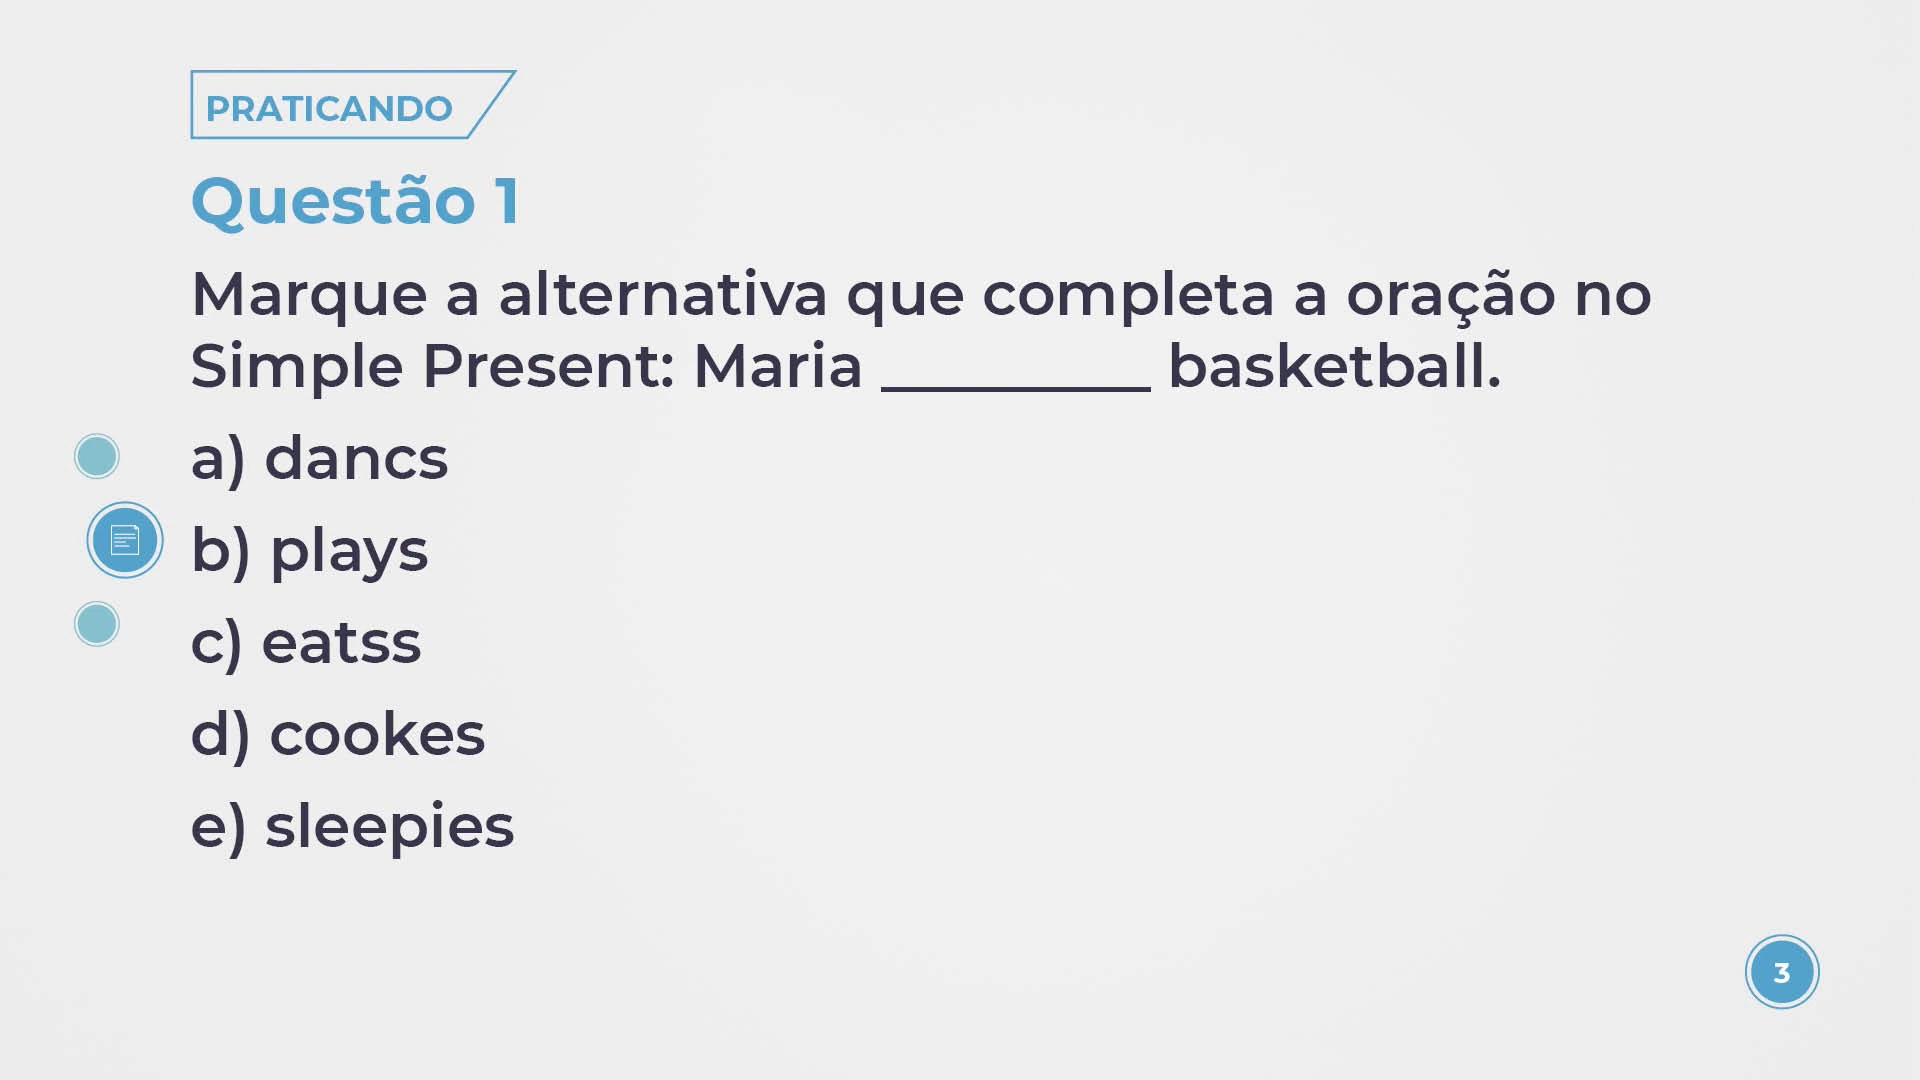 PRATICANDO
Questão 1
Marque a alternativa que completa a oração no
Simple Present: Maria _________ basketball.
a) dancs
b) plays
c) eatss
d) cookes
e) sleepies
3